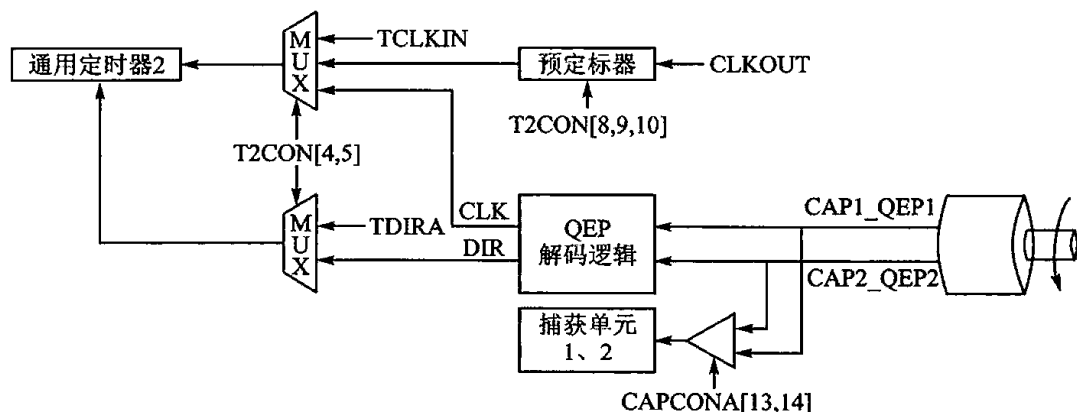 通用定时器2
MUX
TCLKIN
预定标器
CLKOUT
T2CON[8,9,10]
T2CON[4,5]
MUX
TDIRA
CLK
DIR
QEP
解码逻辑
CAP1_QEP1
CAP2_QEP2
捕获单元
1、2
CAPCONA[13,14]